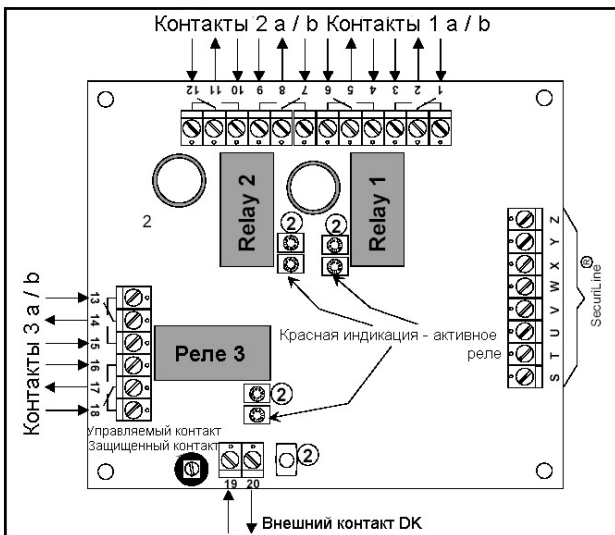 Контакты 2 a / b Контакты 1 a / b
12 11 10 9 8 7 6 5 4 3 2 1
Relay 2
Relay 1
2
2
2
Z
Y
X
W
V
U
T
S
SecuriLine®
Красная индикация - активное
реле
Контакты 3 a / b
13
14
15
16
17
18
Реле 3
2
Управляемый контакт
Защищенный контакт
2
19 20
Внешний контакт DK